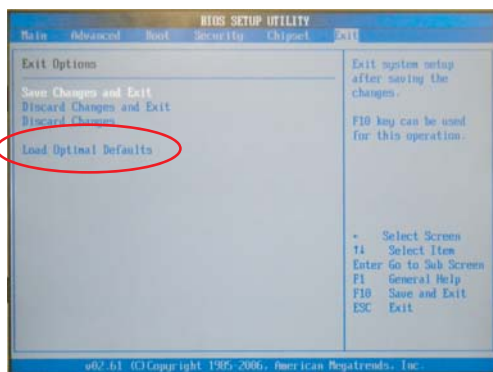 BIOS SETUP UTILITY
Main Advanced Boot Security Chipset Exit
Exit Options
Save Changes and Exit
Discard Changes and Exit
Discard Changes
Load Optimal Defaults
Exit system setup
after saving the
changes.
F10 key can be used
for this operation.
Select Screen
↑↓ Select Item
Enter Go to Sub Screen
F1 General Help
F10 Save and Exit
ESC Exit
v02.61 (C)Copyright 1985-2006, American Megatrends, Inc.